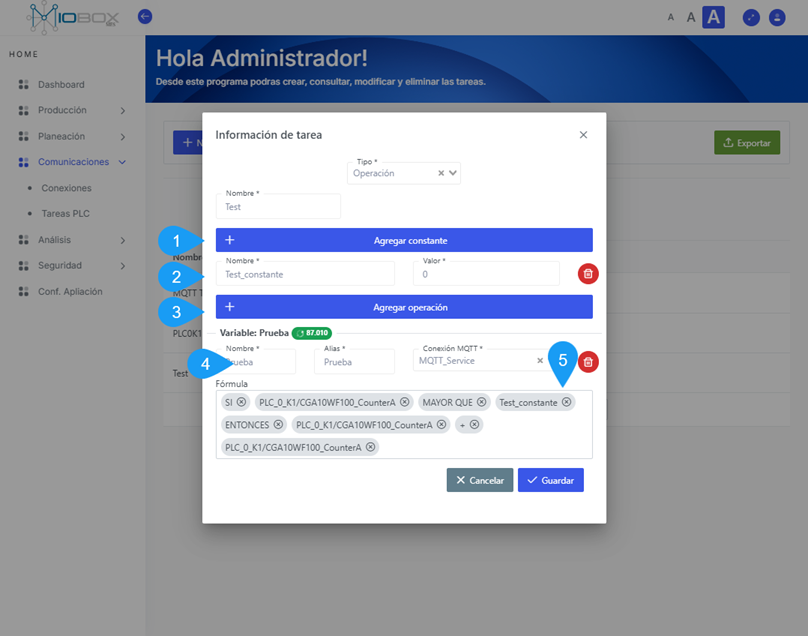 IOBOX
A A A
HOME
Hola Administrador!
Desde este programa podras crear, consultar, modificar y eliminar las tareas.
Dashboard
Producción
Planeación
Comunicaciones
Conexiones
Tareas PLC
Análisis
Seguridad
Conf. Apliación
+ N
Exportar
Nombr
MQTT T
PLC0K1
Test
Información de tarea
Tipo *
Operación
Nombre *
Test
1
+ Agregar constante
2
Nombre *
Test_constante
Valor *
0
3
+ Agregar operación
Variable: Prueba 87.010
4
Nombre *
Prueba
Alias *
Prueba
Conexión MQTT *
MQTT_Service
5
Fórmula
SI PLC_0_K1/CGA10WF100_CounterA MAYOR QUE Test_constante
ENTONCES PLC_0_K1/CGA10WF100_CounterA +
PLC_0_K1/CGA10WF100_CounterA
Cancelar Guardar